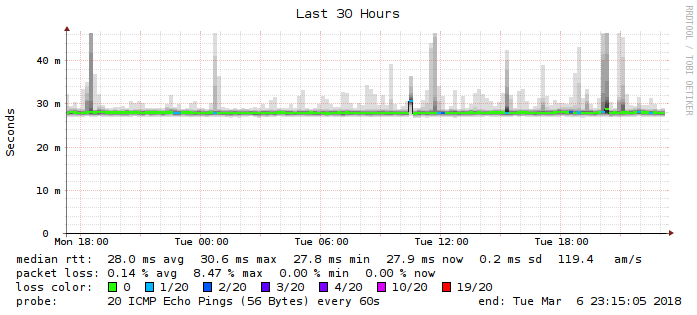 Last 30 Hours
RRDTOOL / TOBI OETIKER
Seconds
40 m
30 m
20 m
10 m
0
Mon 18:00 Tue 00:00 Tue 06:00 Tue 12:00 Tue 18:00
median rtt: 28.0 ms avg 30.6 ms max 27.8 ms min 27.9 ms now 0.2 ms sd 119.4 am/s
packet loss: 0.14 % avg 8.47 % max 0.00 % min 0.00 % now
loss color: 0 1/20 2/20 3/20 4/20 10/20 19/20
probe: 20 ICMP Echo Pings (56 Bytes) every 60s end: Tue Mar 6 23:15:05 2018